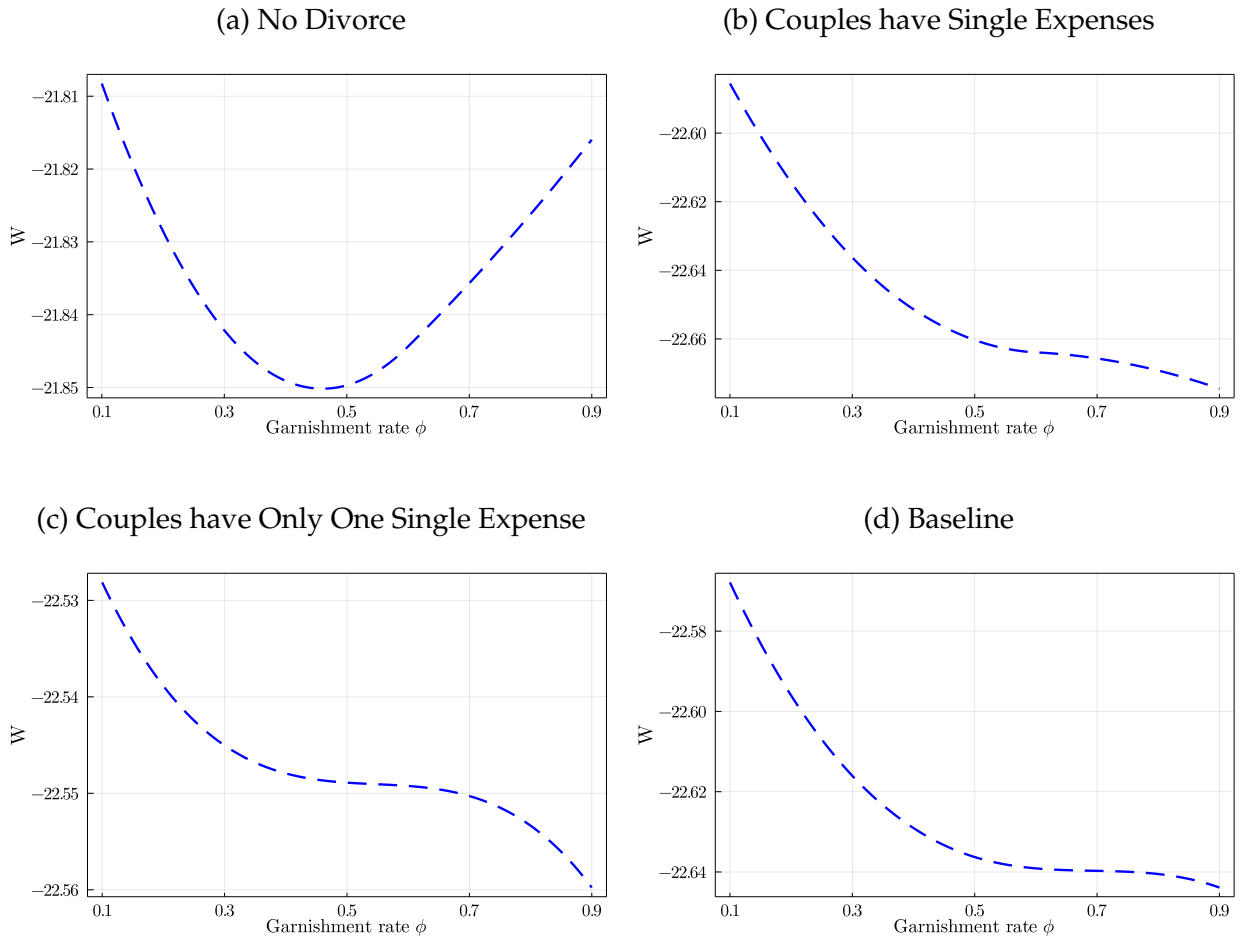 (a) No Divorce
−21.81
−21.82
−21.83
−21.84
−21.85
W
0.1 0.3 0.5 0.7 0.9
Garnishment rate ϕ
(b) Couples have Single Expenses
−22.60
−22.62
−22.64
−22.66
W
0.1 0.3 0.5 0.7 0.9
Garnishment rate ϕ
(c) Couples have Only One Single Expense
−22.53
−22.54
−22.55
−22.56
W
0.1 0.3 0.5 0.7 0.9
Garnishment rate ϕ
(d) Baseline
−22.58
−22.60
−22.62
−22.64
W
0.1 0.3 0.5 0.7 0.9
Garnishment rate ϕ